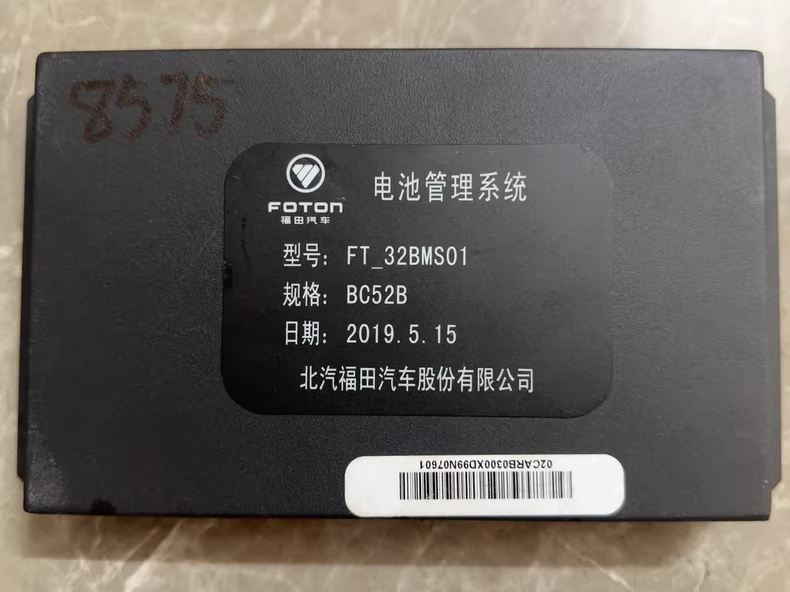 8575
FOTON
福田汽车
电池管理系统
型号: FT_32BMS01
规格: BC52B
日期: 2019.5.15
北汽福田汽车股份有限公司
02CARB0300XD99N07601